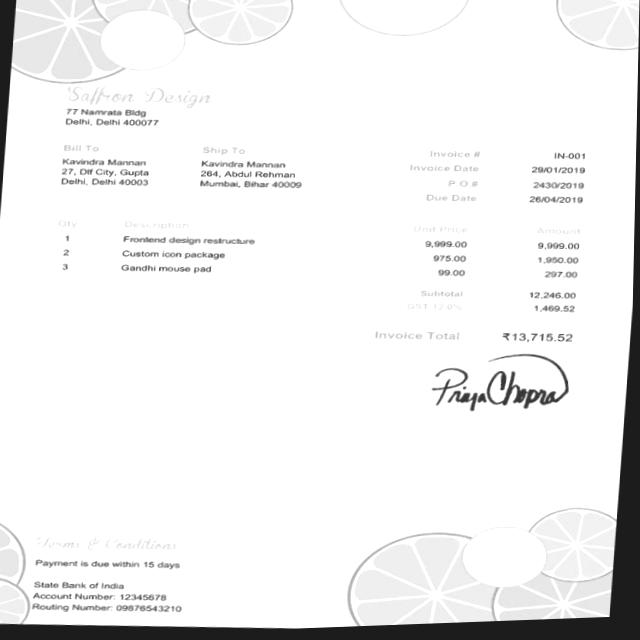 Saffron Design
77 Namrata Bldg
Delhi, Delhi 400077
Bill To
Kavindra Mannan
27, Dlf City, Gupta
Delhi, Delhi 40003
Ship To
Kavindra Mannan
264, Abdul Rehman
Mumbai, Bihar 40009
Invoice # IN-001
Invoice Date 29/01/2019
P.O.# 2430/2019
Due Date 26/04/2019
Qty Description Unit Price Amount
1 Frontend design restructure 9,999.00 9,999.00
2 Custom icon package 975.00 1,950.00
3 Gandhi mouse pad 99.00 297.00
Subtotal 12,246.00
GST 12.0% 1,469.52
Invoice Total ₹13,715.52
Priya Chopra
Terms & Conditions
Payment is due within 15 days
State Bank of India
Account Number: 12345678
Routing Number: 09876543210